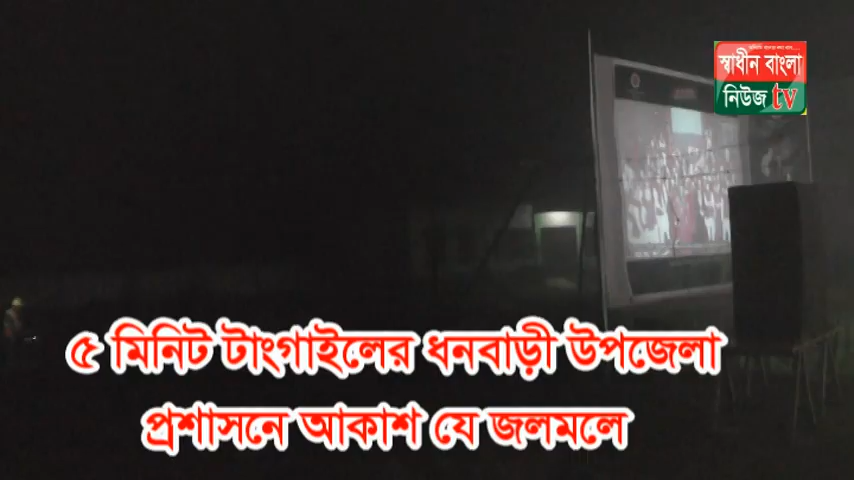 স্বাধীন বাংলা
নিউজ tv
৫ মিনিট টাংগাইলের ধনবাড়ী উপজেলা
প্রশাসনে আকাশ যে জলমলে